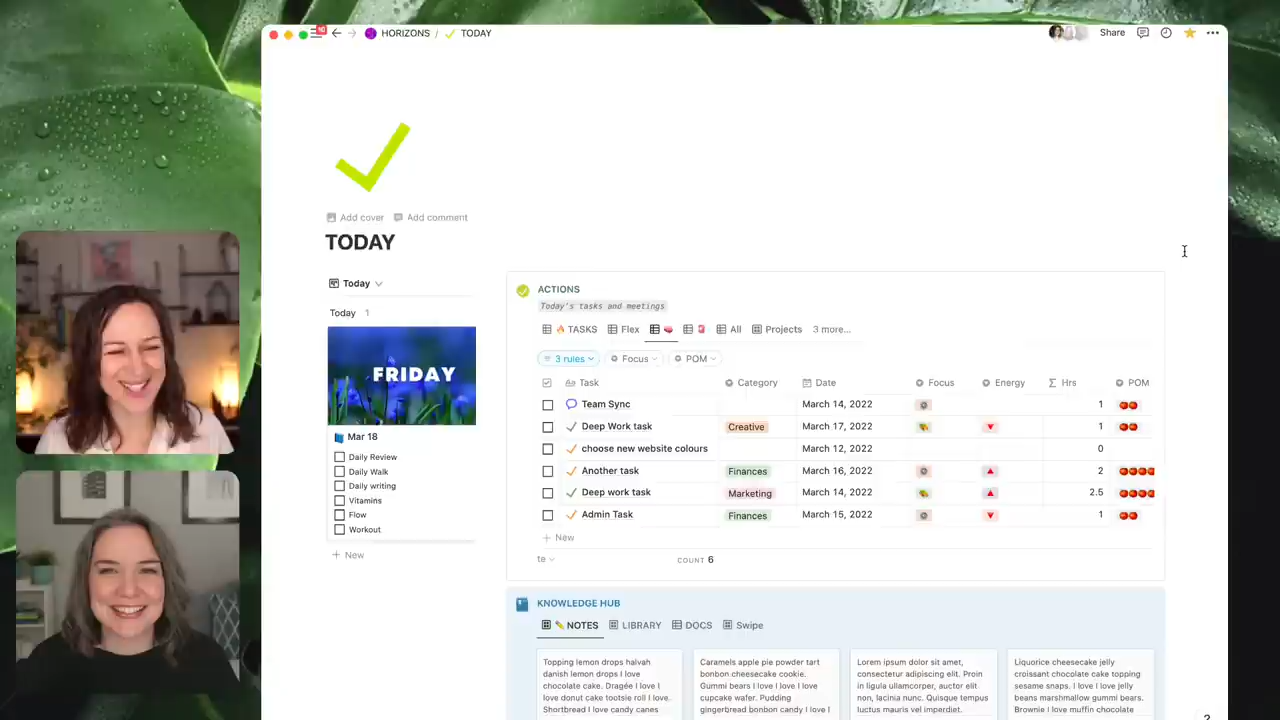 HORIZONS / TODAY
Share
Add cover Add comment
TODAY
Today
Today 1
FRIDAY
Mar 18
Daily Review
Daily Walk
Daily writing
Vitamins
Flow
Workout
+ New
ACTIONS
Today's tasks and meetings
TASKS Flex All Projects 3 more...
3 rules Focus POM
Task Category Date Focus Energy Σ Hrs POM
Team Sync March 14, 2022 1
Deep Work task Creative March 17, 2022 1
choose new website colours March 12, 2022 0
Another task Finances March 16, 2022 2
Deep work task Marketing March 14, 2022 2.5
Admin Task Finances March 15, 2022 1
+ New
te COUNT 6
KNOWLEDGE HUB
NOTES LIBRARY DOCS Swipe
Topping lemon drops halvah
danish lemon drops I love
chocolate cake. Dragée I love I
love donut cake tootsie roll I love.
Shortbread I love candy canes
Caramels apple pie powder tart
bonbon cheesecake cookie.
Gummi bears I love I love I love
cupcake wafer. Pudding
gingerbread bonbon candy I love I
Lorem ipsum dolor sit amet,
consectetur adipiscing elit. Proin
in ligula ullamcorper, auctor elit
non, lacinia nunc. Quisque tempus
luctus mauris vel imperdiet.
Liquorice cheesecake jelly
croissant chocolate cake topping
sesame snaps. I love I love jelly
beans marshmallow gummi bears.
Brownie I love muffin chocolate